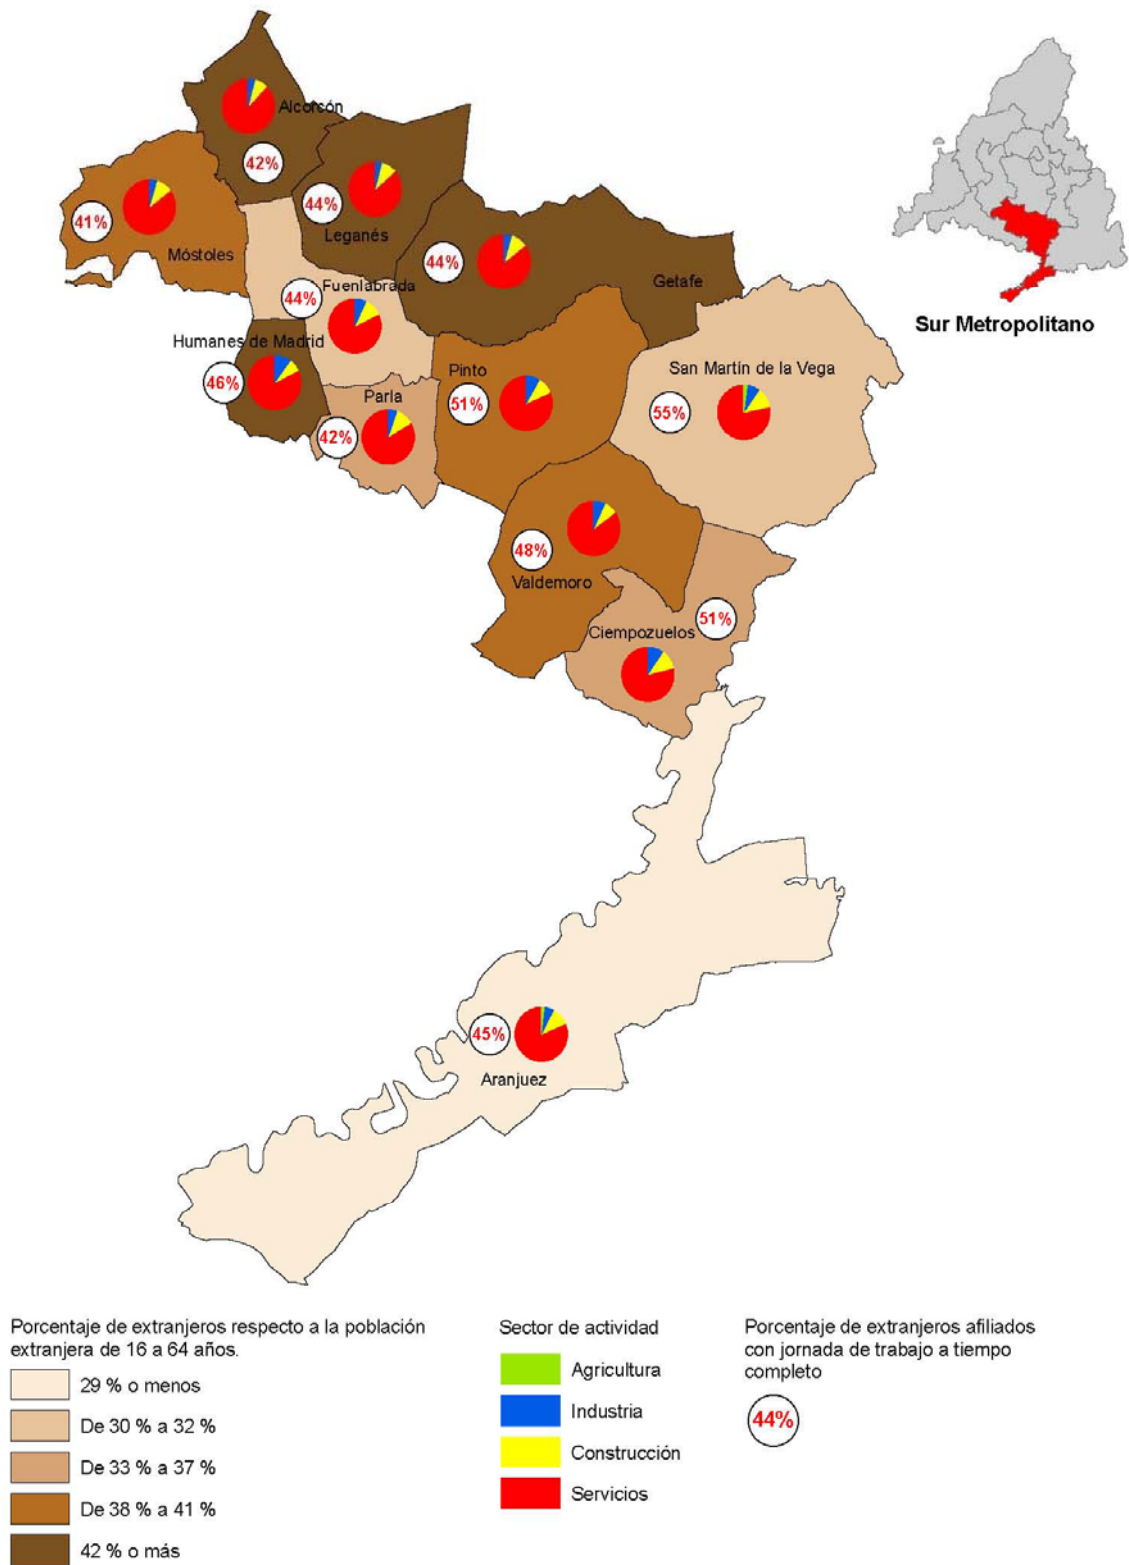 Alcorcón
42%
44%
Leganés
41%
Móstoles
44%
Getafe
Fuenlabrada
44%
Sur Metropolitano
Humanes de Madrid
46%
Pinto
51%
San Martín de la Vega
55%
Parla
42%
48%
Valdemoro
51%
Ciempozuelos
45%
Aranjuez
Porcentaje de extranjeros respecto a la población
extranjera de 16 a 64 años.
29 % o menos
De 30 % a 32 %
De 33 % a 37 %
De 38 % a 41 %
42 % o más
Sector de actividad
Agricultura
Industria
Construcción
Servicios
Porcentaje de extranjeros afiliados
con jornada de trabajo a tiempo
completo
44%